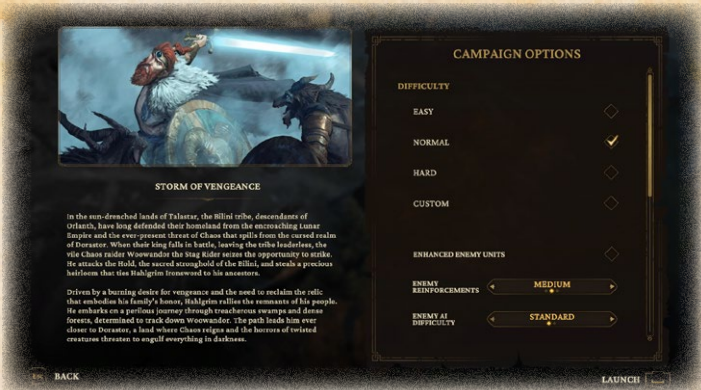 CAMPAIGN OPTIONS
DIFFICULTY
EASY
NORMAL
HARD
CUSTOM
ENHANCED ENEMY UNITS
ENEMY
REINFORCEMENTS
MEDIUM
ENEMY AI
DIFFICULTY
STANDARD
STORM OF VENGEANCE
In the sun-drenched lands of Talastar, the Bilini tribe, descendants of
Orlanth, have long defended their homeland from the encroaching Lunar
Empire and the ever-present threat of Chaos that spills from the cursed realm
of Dorastor. When their king falls in battle, leaving the tribe leaderless, the
vile Chaos raider Woowandor the Stag Rider seizes the opportunity to strike.
He attacks the Hold, the sacred stronghold of the Bilini, and steals a precious
heirloom that ties Hahlgrim Ironsword to his ancestors.
Driven by a burning desire for vengeance and the need to reclaim the relic
that embodies his family's honor, Hahlgrim rallies the remnants of his people.
He embarks on a perilous journey through treacherous swamps and dense
forests, determined to track down Woowandor. The path leads him ever
closer to Dorastor, a land where Chaos reigns and the horrors of twisted
creatures threaten to engulf everything in darkness.
BACK
LAUNCH